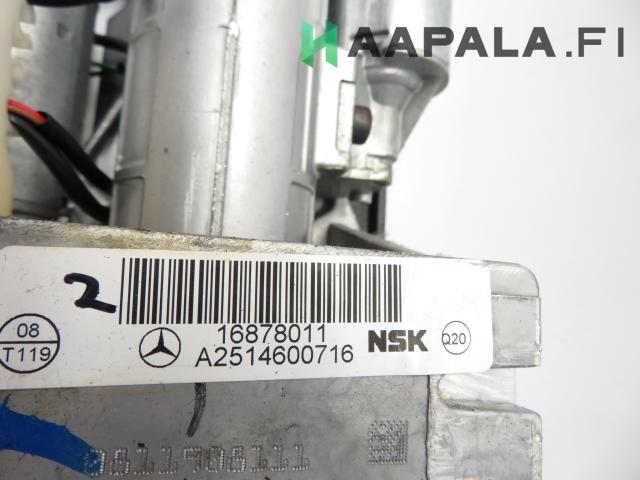 HAAPALA.FI
2
16878011
A2514600716
NSK
Q20
08
T119